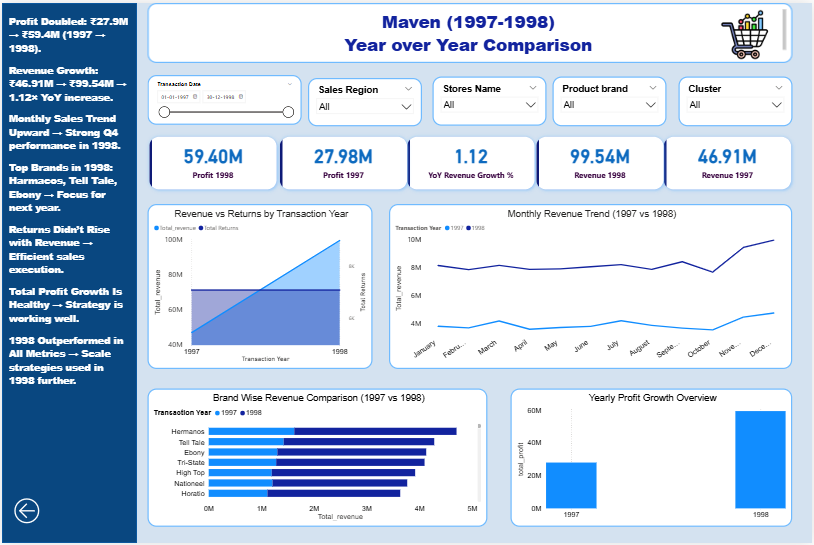 Profit Doubled: ₹27.9M
→ ₹59.4M (1997 →
1998).
Revenue Growth:
₹46.91M → ₹99.54M →
1.12× YoY increase.
Monthly Sales Trend
Upward → Strong Q4
performance in 1998.
Top Brands in 1998:
Harmacos, Tell Tale,
Ebony → Focus for
next year.
Returns Didn't Rise
with Revenue →
Efficient sales
execution.
Total Profit Growth Is
Healthy → Strategy is
working well.
1998 Outperformed in
All Metrics → Scale
strategies used in
1998 further.
Maven (1997-1998)
Year over Year Comparison
Transaction Date
01-01-1997 30-12-1998
Sales Region
All
Stores Name
All
Product brand
All
Cluster
All
59.40M
Profit 1998
27.98M
Profit 1997
1.12
YoY Revenue Growth %
99.54M
Revenue 1998
46.91M
Revenue 1997
Revenue vs Returns by Transaction Year
Total_revenue total Returns
100M
80M
60M
40M
Total_revenue
8K
6K
Total Returns
1997 1998
Transaction Year
Monthly Revenue Trend (1997 vs 1998)
Transaction Year 1997 1998
10M
8M
6M
4M
Total_revenue
January
Febru...
March
April
May
June
July
August
Septe...
October
Nove...
Dece...
Brand Wise Revenue Comparison (1997 vs 1998)
Transaction Year 1997 1998
Hermanos
Tell Tale
Ebony
Tri-State
High Top
Nationeel
Horatio
0M 1M 2M 3M 4M 5M
Total_revenue
Yearly Profit Growth Overview
60M
40M
20M
0M
total_profit
1997 1998